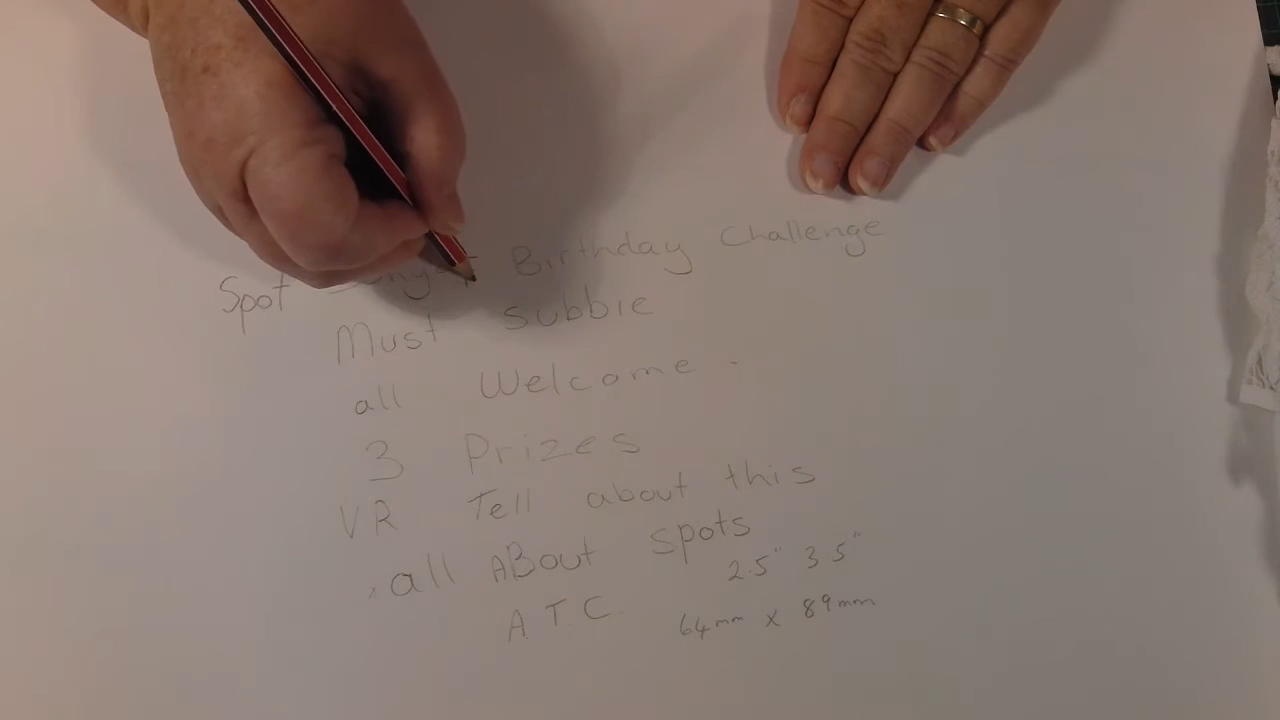 Spot Birthday Challenge
Must Subbie
all Welcome.
3 Prizes
VR Tell about this
all ABout Spots
2.5" 3.5"
A.T.C. 64mm x 89mm